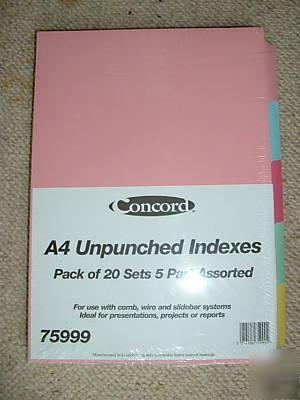 Concord
A4 Unpunched Indexes
Pack of 20 Sets 5 Part Assorted
For use with comb, wiro and slidebar systems
Ideal for presentations, projects or reports
75999